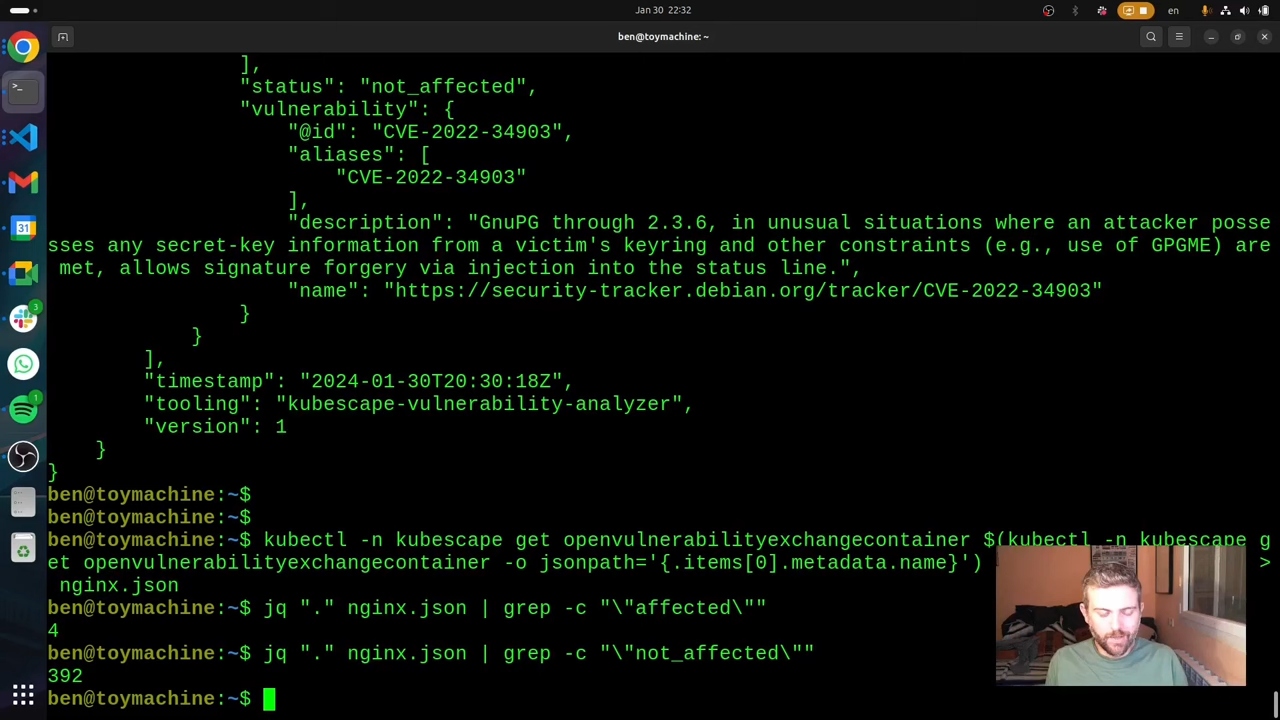 Jan 30 22:32
en
ben@toymachine: ~
],
"status": "not_affected",
"vulnerability": {
"@id": "CVE-2022-34903",
"aliases": [
"CVE-2022-34903"
],
"description": "GnuPG through 2.3.6, in unusual situations where an attacker posse
sses any secret-key information from a victim's keyring and other constraints (e.g., use of GPGME) are
met, allows signature forgery via injection into the status line.",
"name": "https://security-tracker.debian.org/tracker/CVE-2022-34903"
}
}
],
"timestamp": "2024-01-30T20:30:18Z",
"tooling": "kubescape-vulnerability-analyzer",
"version": 1
}
}
ben@toymachine:~$
ben@toymachine:~$
ben@toymachine:~$ kubectl -n kubescape get openvulnerabilityexchangecontainer $(kubectl -n kubescape g
et openvulnerabilityexchangecontainer -o jsonpath='{.items[0].metadata.name}') >
nginx.json
ben@toymachine:~$ jq "." nginx.json | grep -c "\"affected\""
4
ben@toymachine:~$ jq "." nginx.json | grep -c "\"not_affected\""
392
ben@toymachine:~$
31
3
1